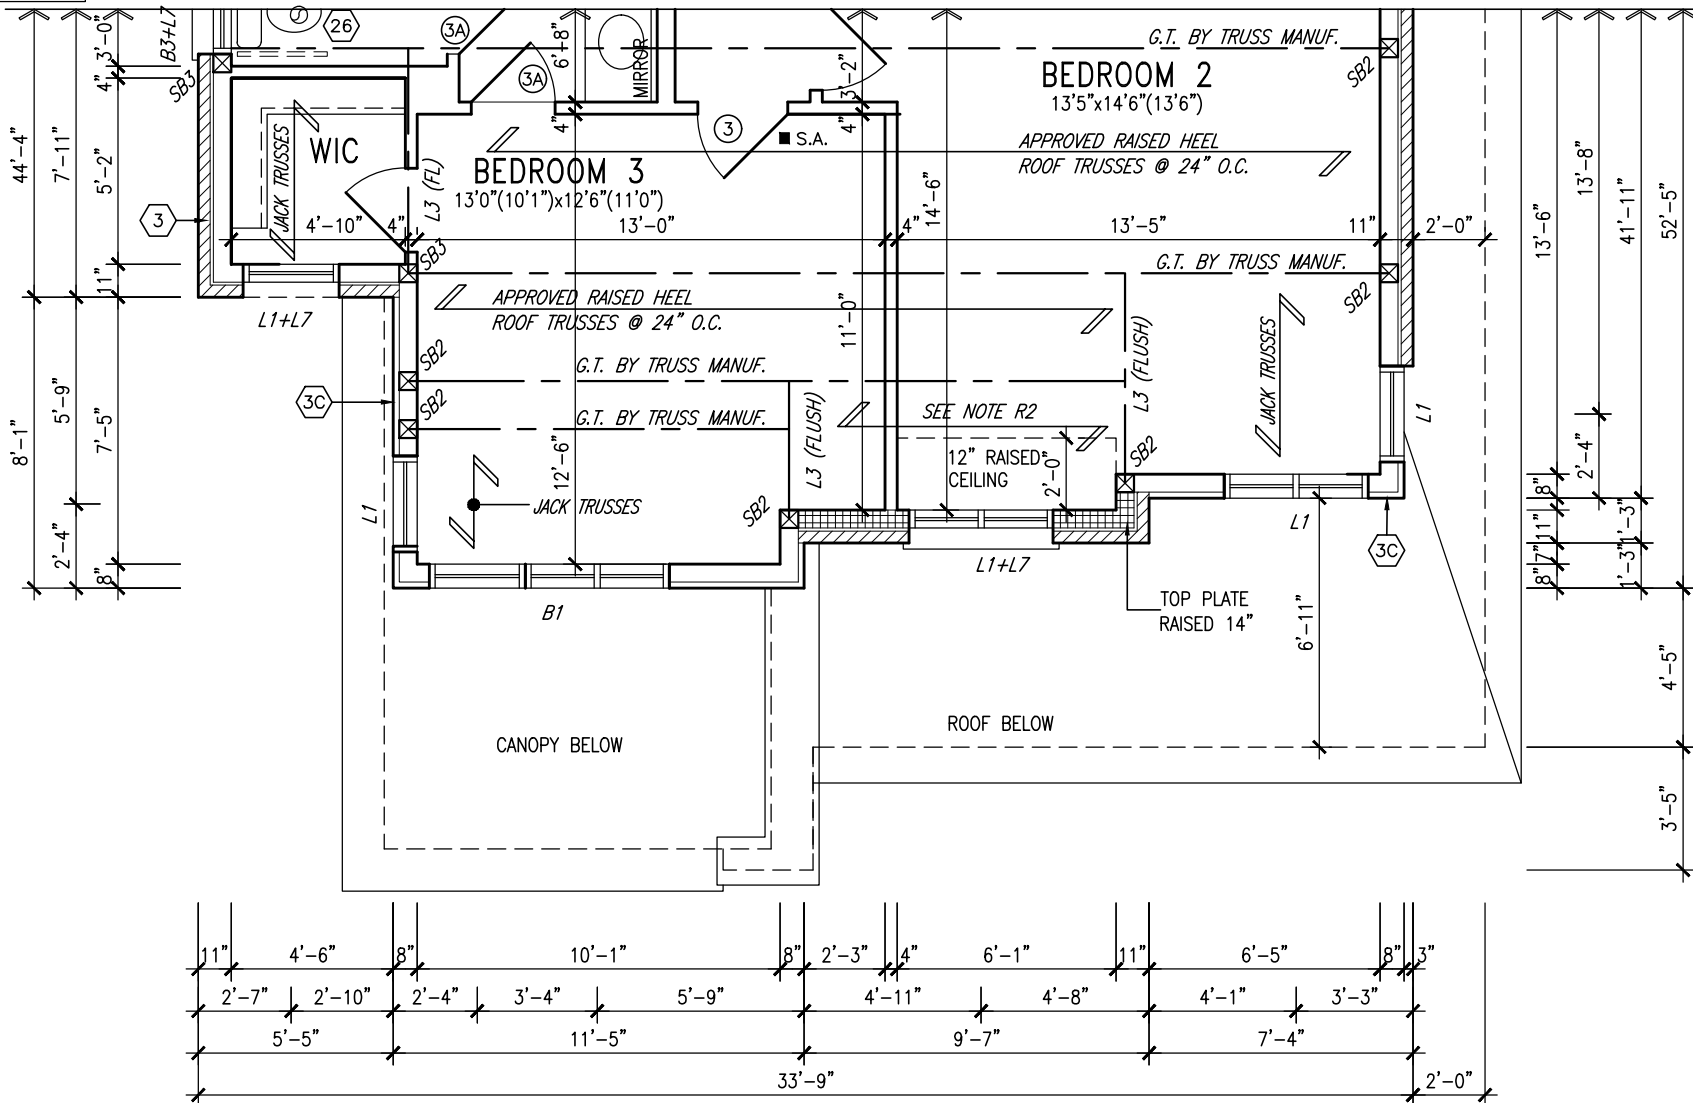 B3+L7
26
3A
3A
6'-8"
MIRROR
3'-2"
4"
4"
G.T. BY TRUSS MANUF.
SB2
BEDROOM 2
13'5"x14'6"(13'6")
3'-0"
4"
SB3
44'-4"
7'-11"
5'-2"
11"
JACK TRUSSES
WIC
3
L3 (FL)
BEDROOM 3
13'0"(10'1")x12'6"(11'0")
3
S.A.
APPROVED RAISED HEEL
ROOF TRUSSES @ 24" O.C.
14'-6"
4'-10"
4"
13'-0"
4"
13'-5"
11"
2'-0"
SB3
G.T. BY TRUSS MANUF.
SB2
L1+L7
APPROVED RAISED HEEL
ROOF TRUSSES @ 24" O.C.
11'-0"
L3 (FLUSH)
JACK TRUSSES
SB2
G.T. BY TRUSS MANUF.
3C
SB2
G.T. BY TRUSS MANUF.
L3 (FLUSH)
SEE NOTE R2
L1
12" RAISED
CEILING
2'-0"
SB2
12'-6"
L1
JACK TRUSSES
SB2
L1
3C
L1+L7
B1
TOP PLATE
RAISED 14"
6'-11"
8'-1"
5'-9"
7'-5"
2'-4"
8"
13'-6"
13'-8"
41'-11"
52'-5"
2'-4"
8"
11"
1'-3"
7"
8"
1'-3"
4'-5"
3'-5"
CANOPY BELOW
ROOF BELOW
11"
4'-6"
8"
10'-1"
8"
2'-3"
4"
6'-1"
11"
6'-5"
8"
3"
2'-7"
2'-10"
2'-4"
3'-4"
5'-9"
4'-11"
4'-8"
4'-1"
3'-3"
5'-5"
11'-5"
9'-7"
7'-4"
33'-9"
2'-0"